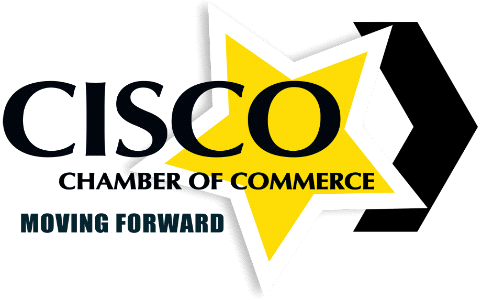 CISCO
CHAMBER OF COMMERCE
MOVING FORWARD